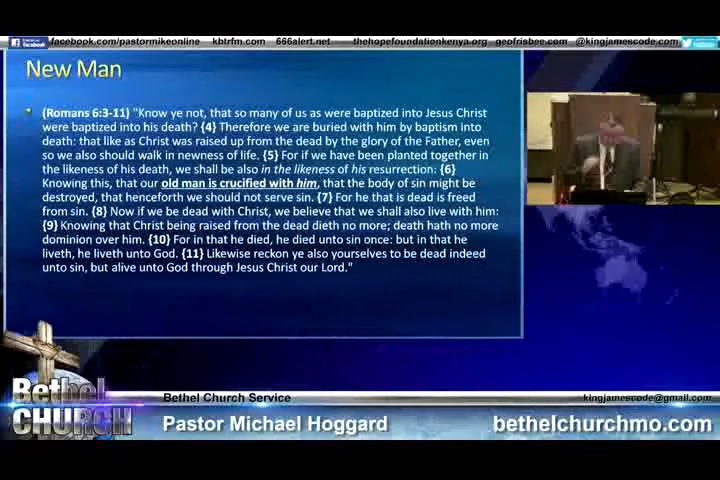 facebook.com/pastormikeonline kbtrfm.com 666alert.net thehopefoundationkenya.org geofrisbee.com @kingjamescode.com
New Man
(Romans 6:3-11) "Know ye not, that so many of us as were baptized into Jesus Christ
were baptized into his death? {4} Therefore we are buried with him by baptism into
death: that like as Christ was raised up from the dead by the glory of the Father, even
so we also should walk in newness of life. {5} For if we have been planted together in
the likeness of his death, we shall be also in the likeness of his resurrection: {6}
Knowing this, that our old man is crucified with him, that the body of sin might be
destroyed, that henceforth we should not serve sin. {7} For he that is dead is freed
from sin. {8} Now if we be dead with Christ, we believe that we shall also live with him:
{9} Knowing that Christ being raised from the dead dieth no more; death hath no more
dominion over him. {10} For in that he died, he died unto sin once: but in that he
liveth, he liveth unto God. {11} Likewise reckon ye also yourselves to be dead indeed
unto sin, but alive unto God through Jesus Christ our Lord."
Bethel
CHURCH
Bethel Church Service kingjamescode@gmail.com
Pastor Michael Hoggard bethelchurchmo.com